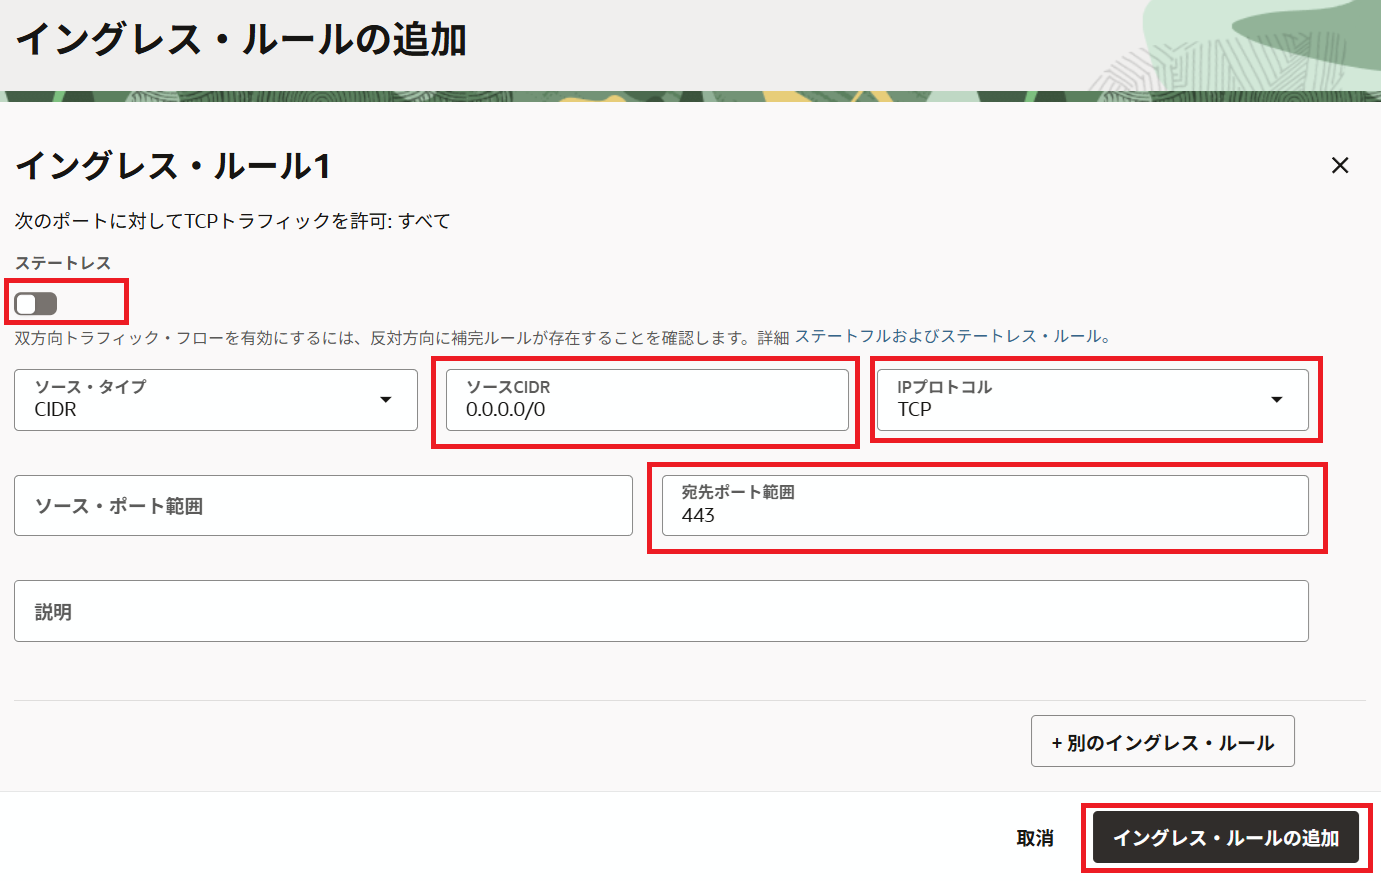 イングレス・ルールの追加
イングレス・ルール1
次のポートに対してTCPトラフィックを許可: すべて
ステートレス
双方向トラフィック・フローを有効にするには、反対方向に補完ルールが存在することを確認します。詳細 ステートフルおよびステートレス・ルール。
ソース・タイプ
CIDR
ソースCIDR
0.0.0.0/0
IPプロトコル
TCP
ソース・ポート範囲
宛先ポート範囲
443
説明
+ 別のイングレス・ルール
取消
イングレス・ルールの追加